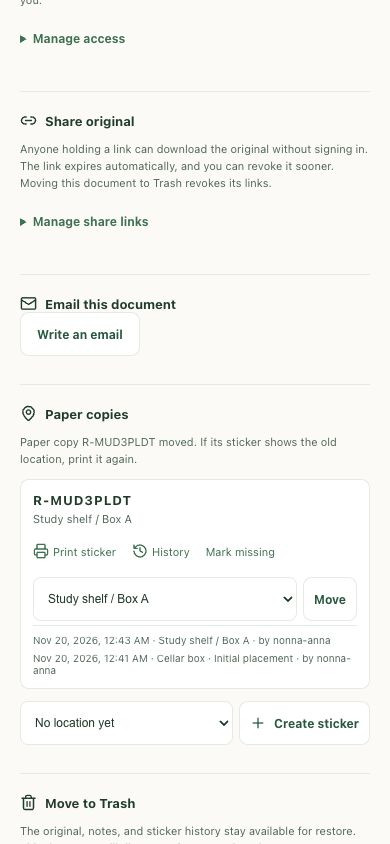 you.
Manage access
Share original
Anyone holding a link can download the original without signing in.
The link expires automatically, and you can revoke it sooner.
Moving this document to Trash revokes its links.
Manage share links
Email this document
Write an email
Paper copies
Paper copy R-MUD3PLDT moved. If its sticker shows the old
location, print it again.
R-MUD3PLDT
Study shelf / Box A
Print sticker History Mark missing
Study shelf / Box A Move
Nov 20, 2026, 12:43 AM · Study shelf / Box A · by nonna-anna
Nov 20, 2026, 12:41 AM · Cellar box · Initial placement · by nonna-
anna
No location yet Create sticker
Move to Trash
The original, notes, and sticker history stay available for restore.